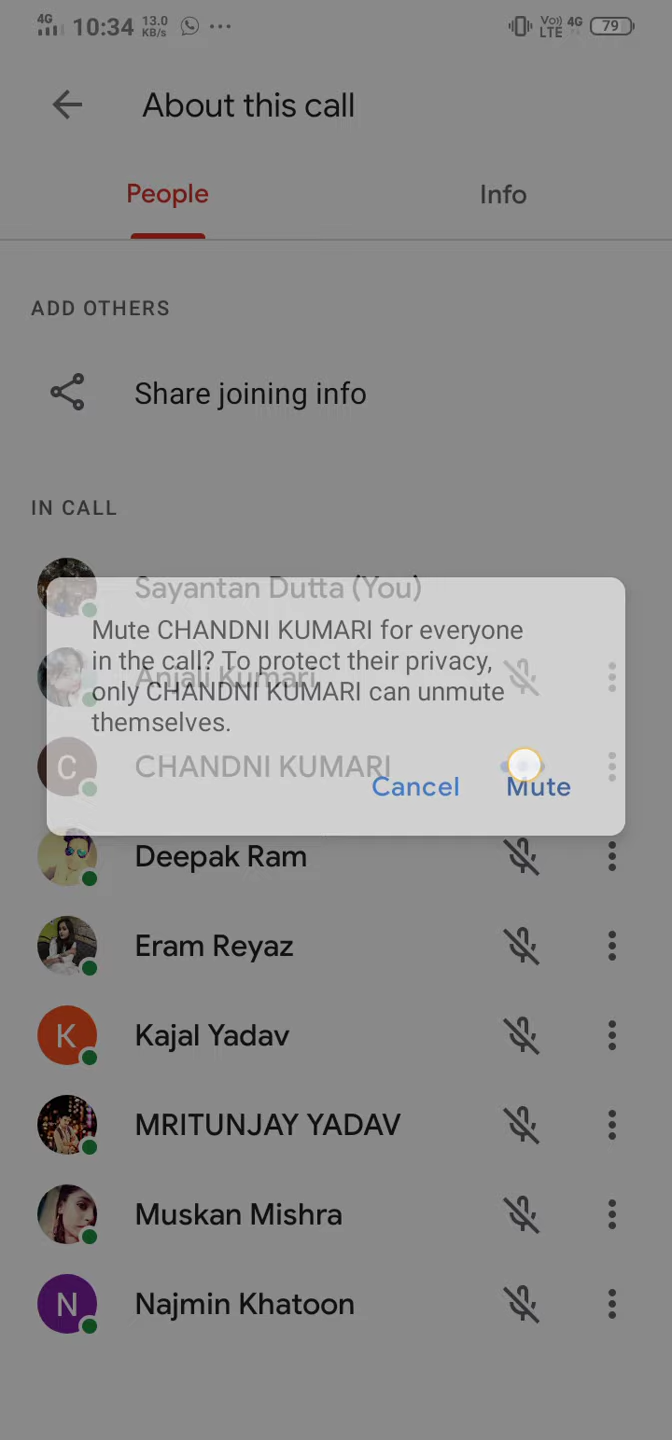 4G 10:34 13.0 KB/s ... Vo)) LTE 4G 79
About this call
People Info
ADD OTHERS
Share joining info
IN CALL
Sayantan Dutta (You)
Mute CHANDNI KUMARI for everyone
in the call? To protect their privacy,
Anjali Kumari
only CHANDNI KUMARI can unmute
themselves.
C CHANDNI KUMARI
Cancel Mute
Deepak Ram
Eram Reyaz
K Kajal Yadav
MRITUNJAY YADAV
Muskan Mishra
N Najmin Khatoon